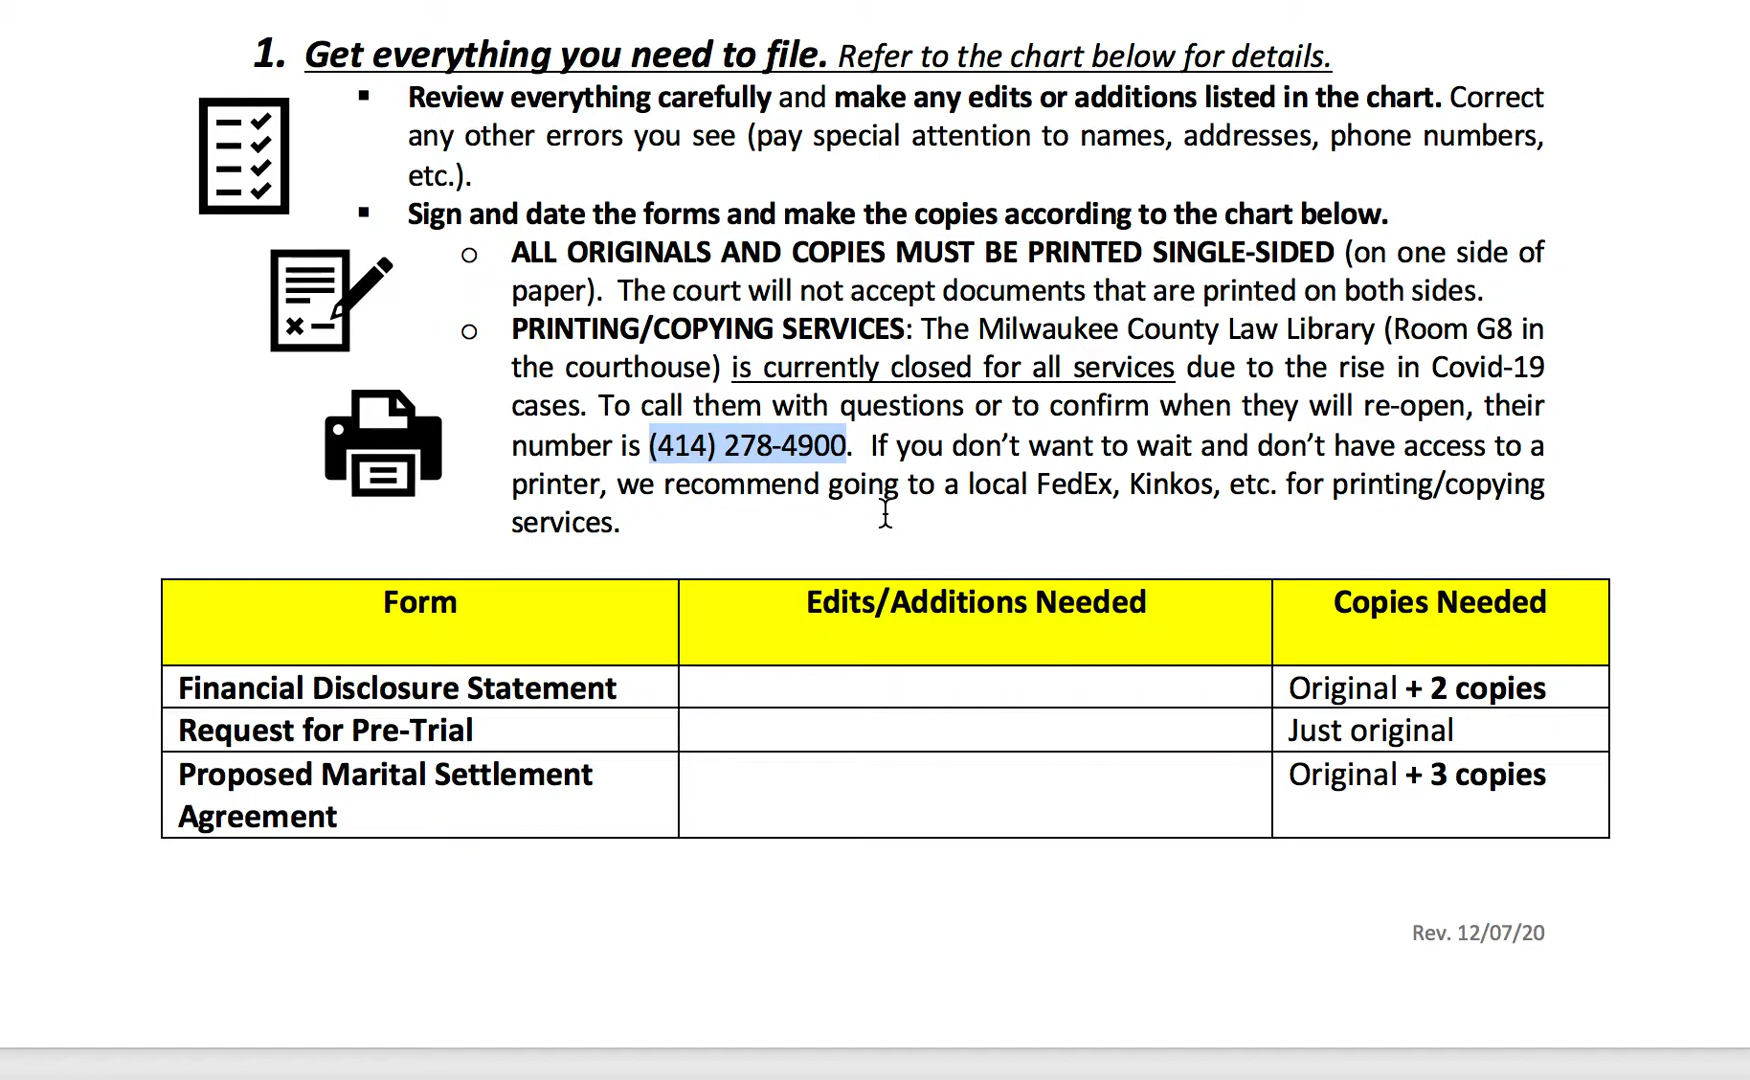 1. Get everything you need to file. Refer to the chart below for details.
▪ Review everything carefully and make any edits or additions listed in the chart. Correct
any other errors you see (pay special attention to names, addresses, phone numbers,
etc.).
▪ Sign and date the forms and make the copies according to the chart below.
o ALL ORIGINALS AND COPIES MUST BE PRINTED SINGLE-SIDED (on one side of
paper). The court will not accept documents that are printed on both sides.
o PRINTING/COPYING SERVICES: The Milwaukee County Law Library (Room G8 in
the courthouse) is currently closed for all services due to the rise in Covid-19
cases. To call them with questions or to confirm when they will re-open, their
number is (414) 278-4900. If you don’t want to wait and don’t have access to a
printer, we recommend going to a local FedEx, Kinkos, etc. for printing/copying
services.
Form Edits/Additions Needed Copies Needed
Financial Disclosure Statement Original + 2 copies
Request for Pre-Trial Just original
Proposed Marital Settlement Original + 3 copies
Agreement
Rev. 12/07/20